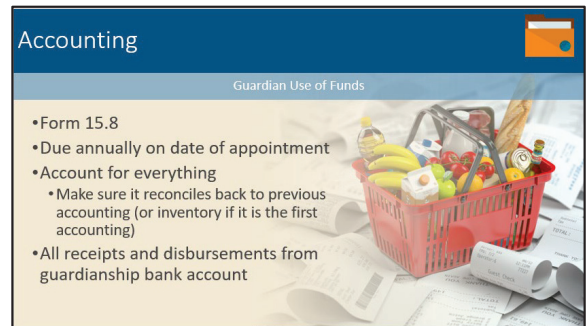 Accounting
Guardian Use of Funds
•Form 15.8
•Due annually on date of appointment
•Account for everything
•Make sure it reconciles back to previous
accounting (or inventory if it is the first
accounting)
•All receipts and disbursements from
guardianship bank account